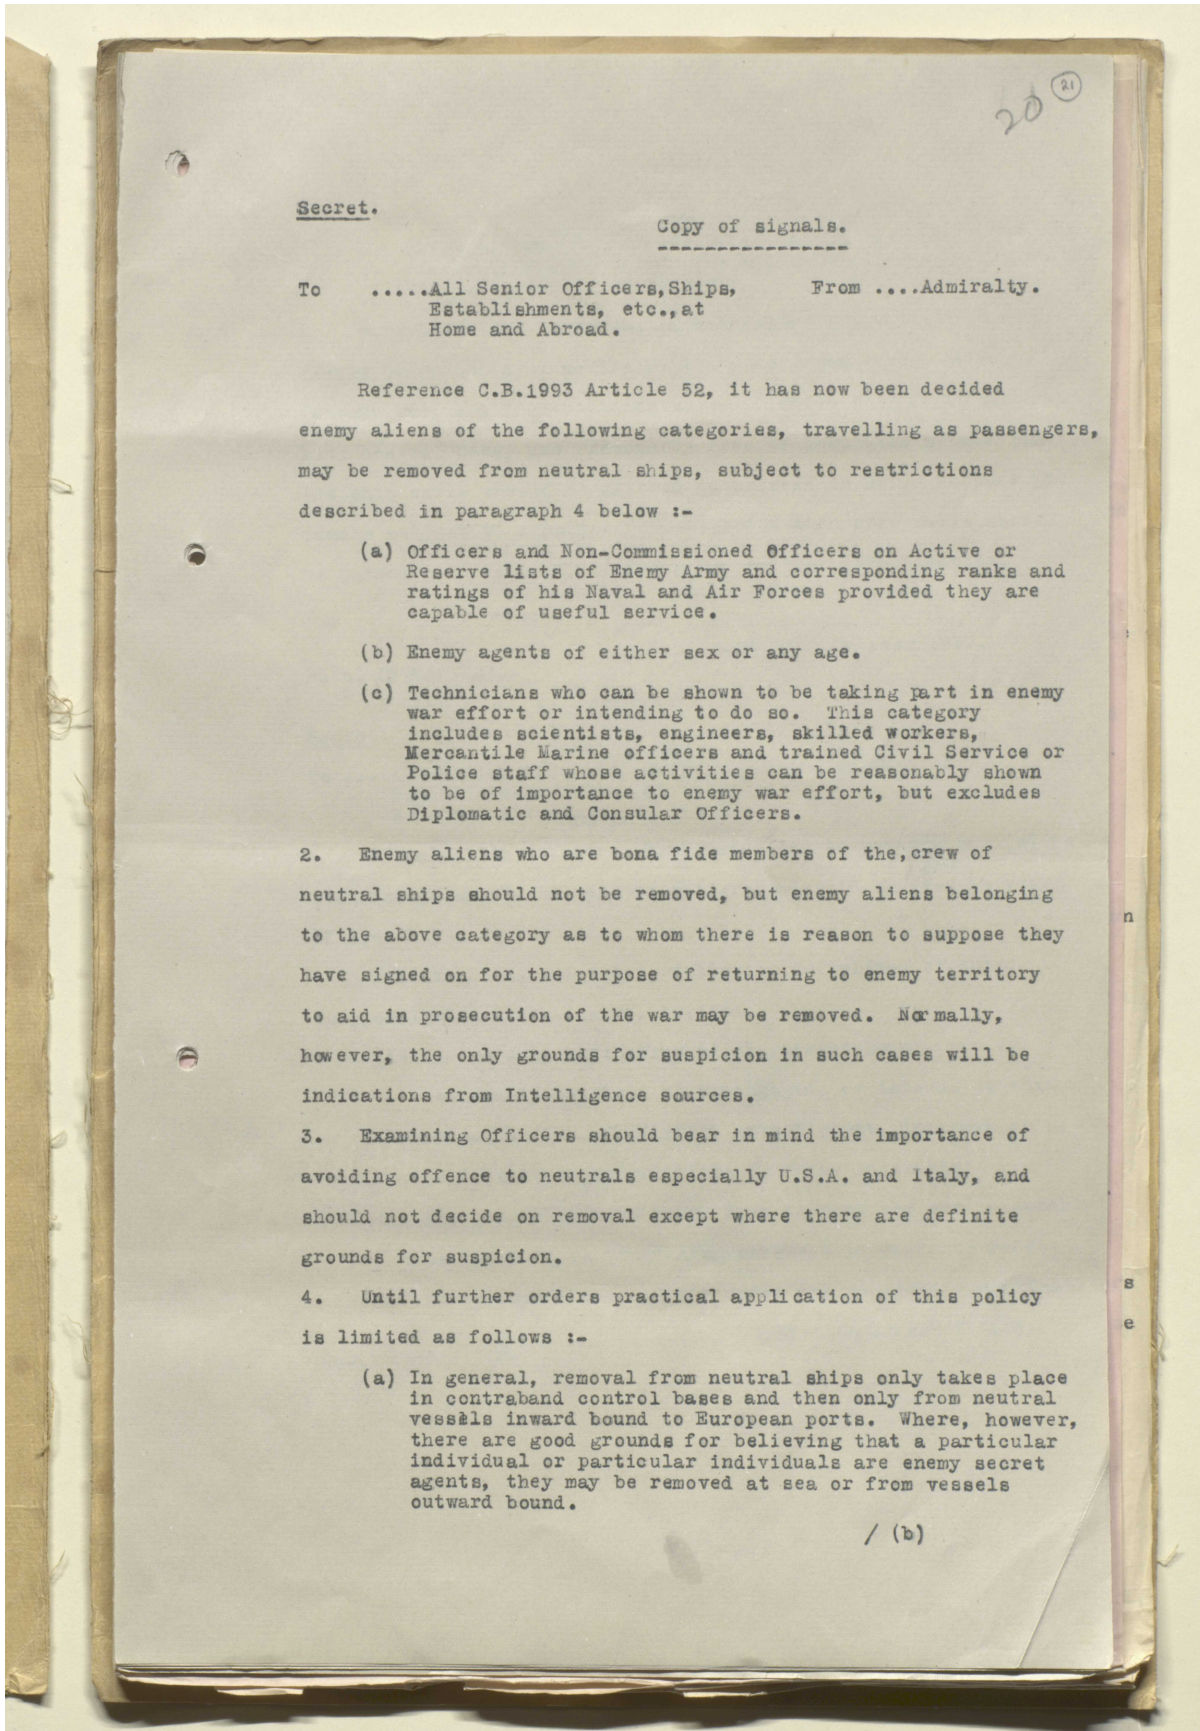 20 21
Secret.
Copy of signals.
To .....All Senior Officers,Ships, From ....Admiralty.
Establishments, etc.,at
Home and Abroad.
Reference C.B.1993 Article 52, it has now been decided
enemy aliens of the following categories, travelling as passengers,
may be removed from neutral ships, subject to restrictions
described in paragraph 4 below :-
(a) Officers and Non-Commissioned Officers on Active or
Reserve lists of Enemy Army and corresponding ranks and
ratings of his Naval and Air Forces provided they are
capable of useful service.
(b) Enemy agents of either sex or any age.
(c) Technicians who can be shown to be taking part in enemy
war effort or intending to do so. This category
includes scientists, engineers, skilled workers,
Mercantile Marine officers and trained Civil Service or
Police staff whose activities can be reasonably shown
to be of importance to enemy war effort, but excludes
Diplomatic and Consular Officers.
2. Enemy aliens who are bona fide members of the,crew of
neutral ships should not be removed, but enemy aliens belonging
to the above category as to whom there is reason to suppose they
have signed on for the purpose of returning to enemy territory
to aid in prosecution of the war may be removed. Normally,
however, the only grounds for suspicion in such cases will be
indications from Intelligence sources.
3. Examining Officers should bear in mind the importance of
avoiding offence to neutrals especially U.S.A. and Italy, and
should not decide on removal except where there are definite
grounds for suspicion.
4. Until further orders practical application of this policy
is limited as follows :-
(a) In general, removal from neutral ships only takes place
in contraband control bases and then only from neutral
vessels inward bound to European ports. Where, however,
there are good grounds for believing that a particular
individual or particular individuals are enemy secret
agents, they may be removed at sea or from vessels
outward bound.
/ (b)
n
s
e